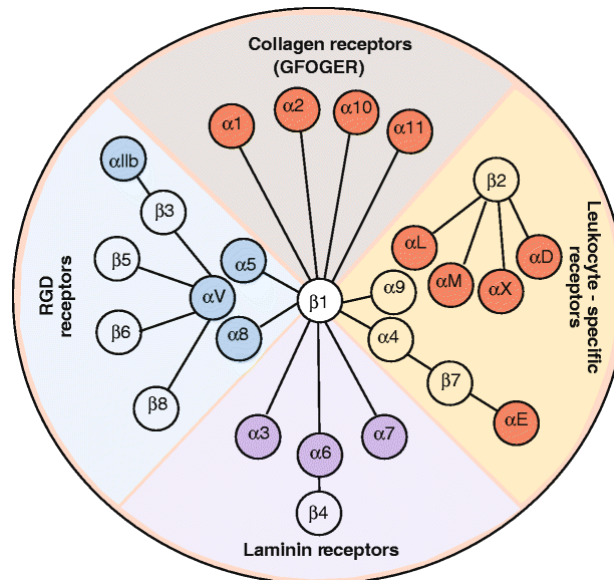 Collagen receptors
(GFOGER)
α1
α2
α10
α11
αIIb
β3
β5
αV
β6
β8
α5
α8
RGD
receptors
β1
β2
αL
αM
αX
αD
α9
α4
β7
αE
Leukocyte - specific
receptors
α3
α6
α7
β4
Laminin receptors